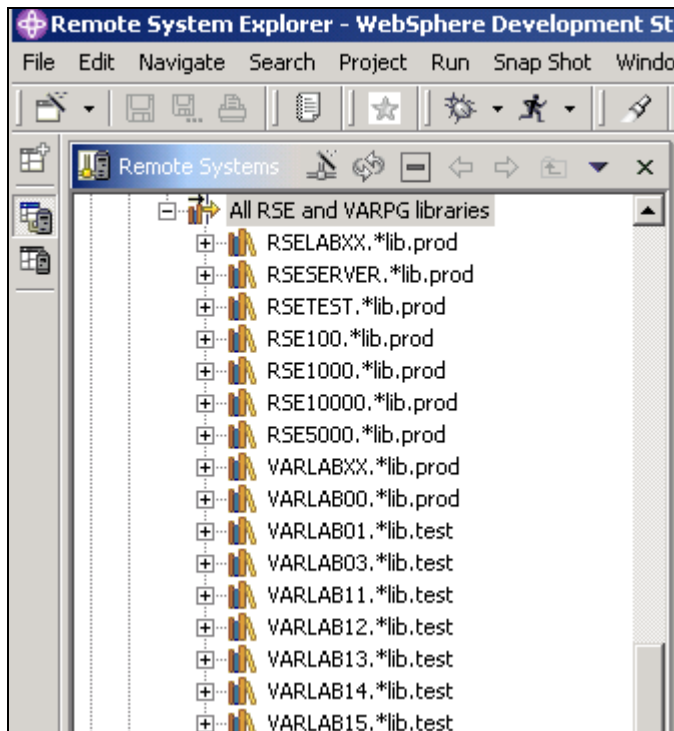 Remote System Explorer - WebSphere Development St
File Edit Navigate Search Project Run Snap Shot Windo
Remote Systems
All RSE and VARPG libraries
RSELABXX.*lib.prod
RSESERVER.*lib.prod
RSETEST.*lib.prod
RSE100.*lib.prod
RSE1000.*lib.prod
RSE10000.*lib.prod
RSE5000.*lib.prod
VARLABXX.*lib.prod
VARLAB00.*lib.prod
VARLAB01.*lib.test
VARLAB03.*lib.test
VARLAB11.*lib.test
VARLAB12.*lib.test
VARLAB13.*lib.test
VARLAB14.*lib.test
VARLAB15.*lib.test